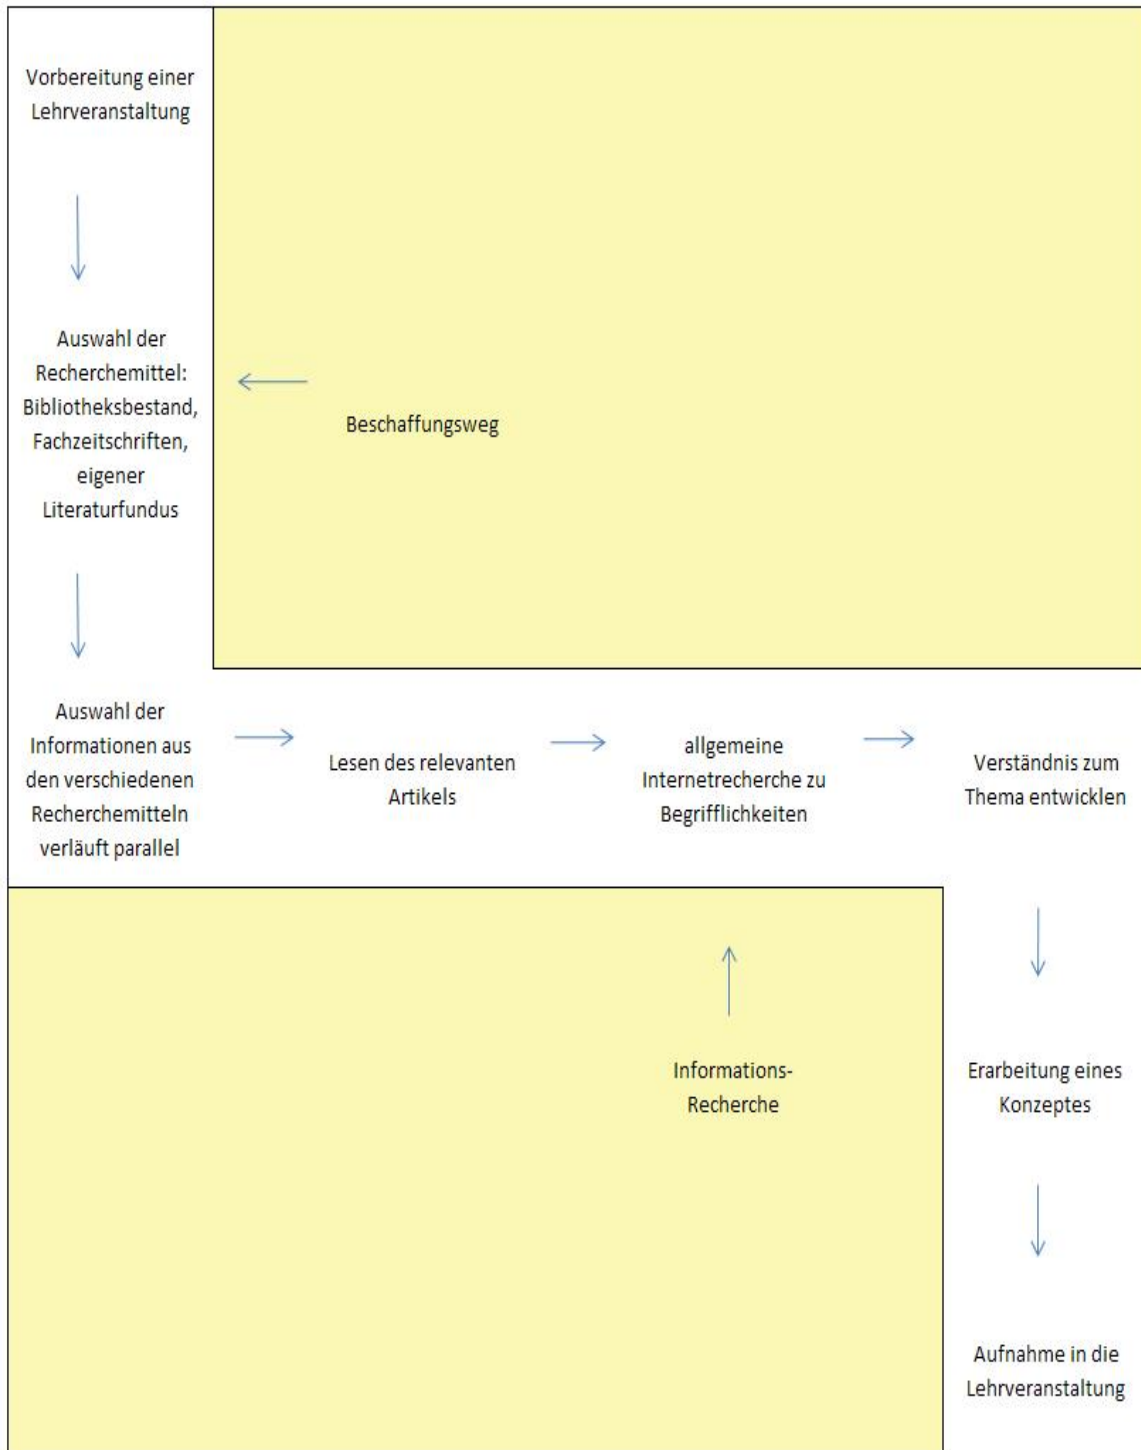 Vorbereitung einer
Lehrveranstaltung
Auswahl der
Recherchemittel:
Bibliotheksbestand,
Fachzeitschriften,
eigener
Literaturfundus
Beschaffungsweg
Auswahl der
Informationen aus
den verschiedenen
Recherchemitteln
verläuft parallel
Lesen des relevanten
Artikels
allgemeine
Internetrecherche zu
Begrifflichkeiten
Verständnis zum
Thema entwicklen
Informations-
Recherche
Erarbeitung eines
Konzeptes
Aufnahme in die
Lehrveranstaltung